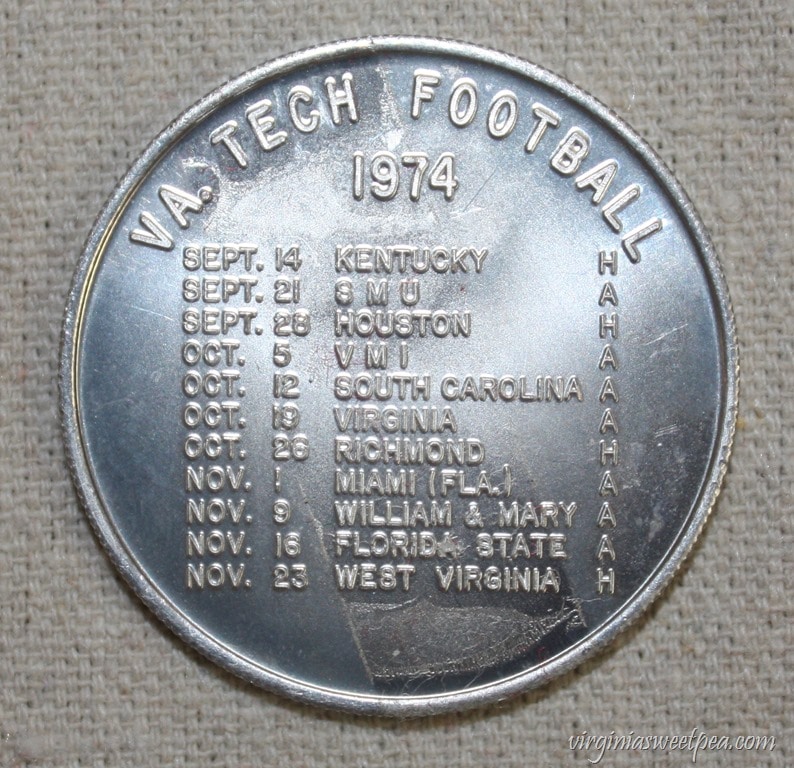 VA. TECH FOOTBALL
1974
SEPT. 14 KENTUCKY H
SEPT. 21 S M U A
SEPT. 28 HOUSTON H
OCT. 5 V M I A
OCT. 12 SOUTH CAROLINA A
OCT. 19 VIRGINIA A
OCT. 26 RICHMOND H
NOV. 1 MIAMI (FLA.) A
NOV. 9 WILLIAM & MARY A
NOV. 16 FLORIDA STATE A
NOV. 23 WEST VIRGINIA H
virginiasweetpea.com